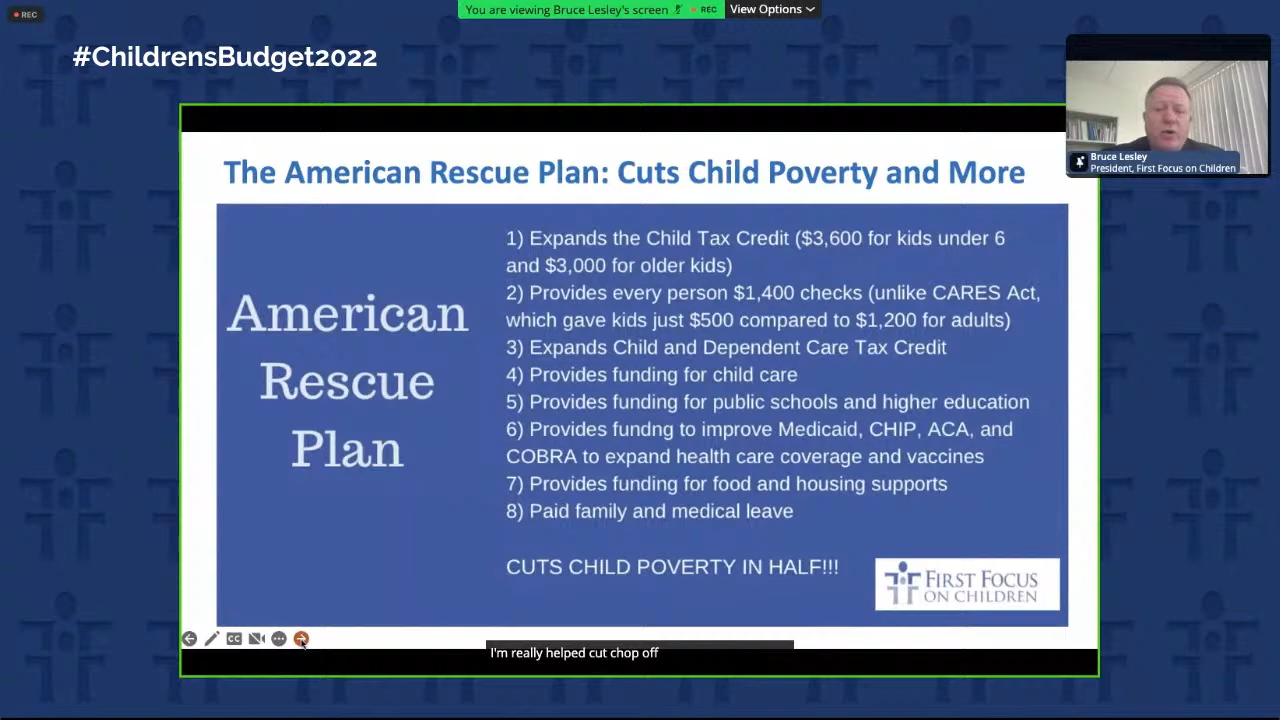 REC
You are viewing Bruce Lesley's screen
REC
View Options
#ChildrensBudget2022
Bruce Lesley
President, First Focus on Children
The American Rescue Plan: Cuts Child Poverty and More
American
Rescue
Plan
1) Expands the Child Tax Credit ($3,600 for kids under 6
and $3,000 for older kids)
2) Provides every person $1,400 checks (unlike CARES Act,
which gave kids just $500 compared to $1,200 for adults)
3) Expands Child and Dependent Care Tax Credit
4) Provides funding for child care
5) Provides funding for public schools and higher education
6) Provides fundng to improve Medicaid, CHIP, ACA, and
COBRA to expand health care coverage and vaccines
7) Provides funding for food and housing supports
8) Paid family and medical leave
CUTS CHILD POVERTY IN HALF!!!
FIRST FOCUS
ON CHILDREN
CC
I'm really helped cut chop off